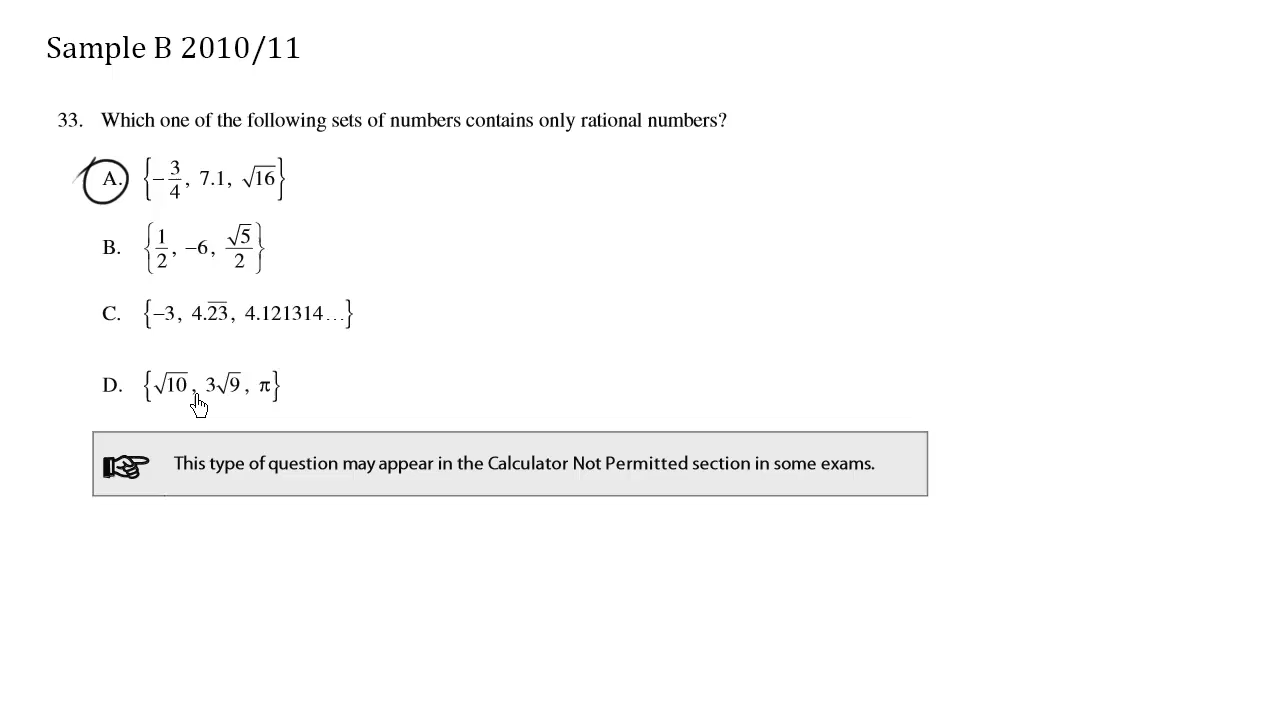 Sample B 2010/11
33. Which one of the following sets of numbers contains only rational numbers?
A. {−3/4, 7.1, √16}
B. {1/2, −6, √5/2}
C. {−3, 4.2̅3̅, 4.121314…}
D. {√10, 3√9, π}
This type of question may appear in the Calculator Not Permitted section in some exams.